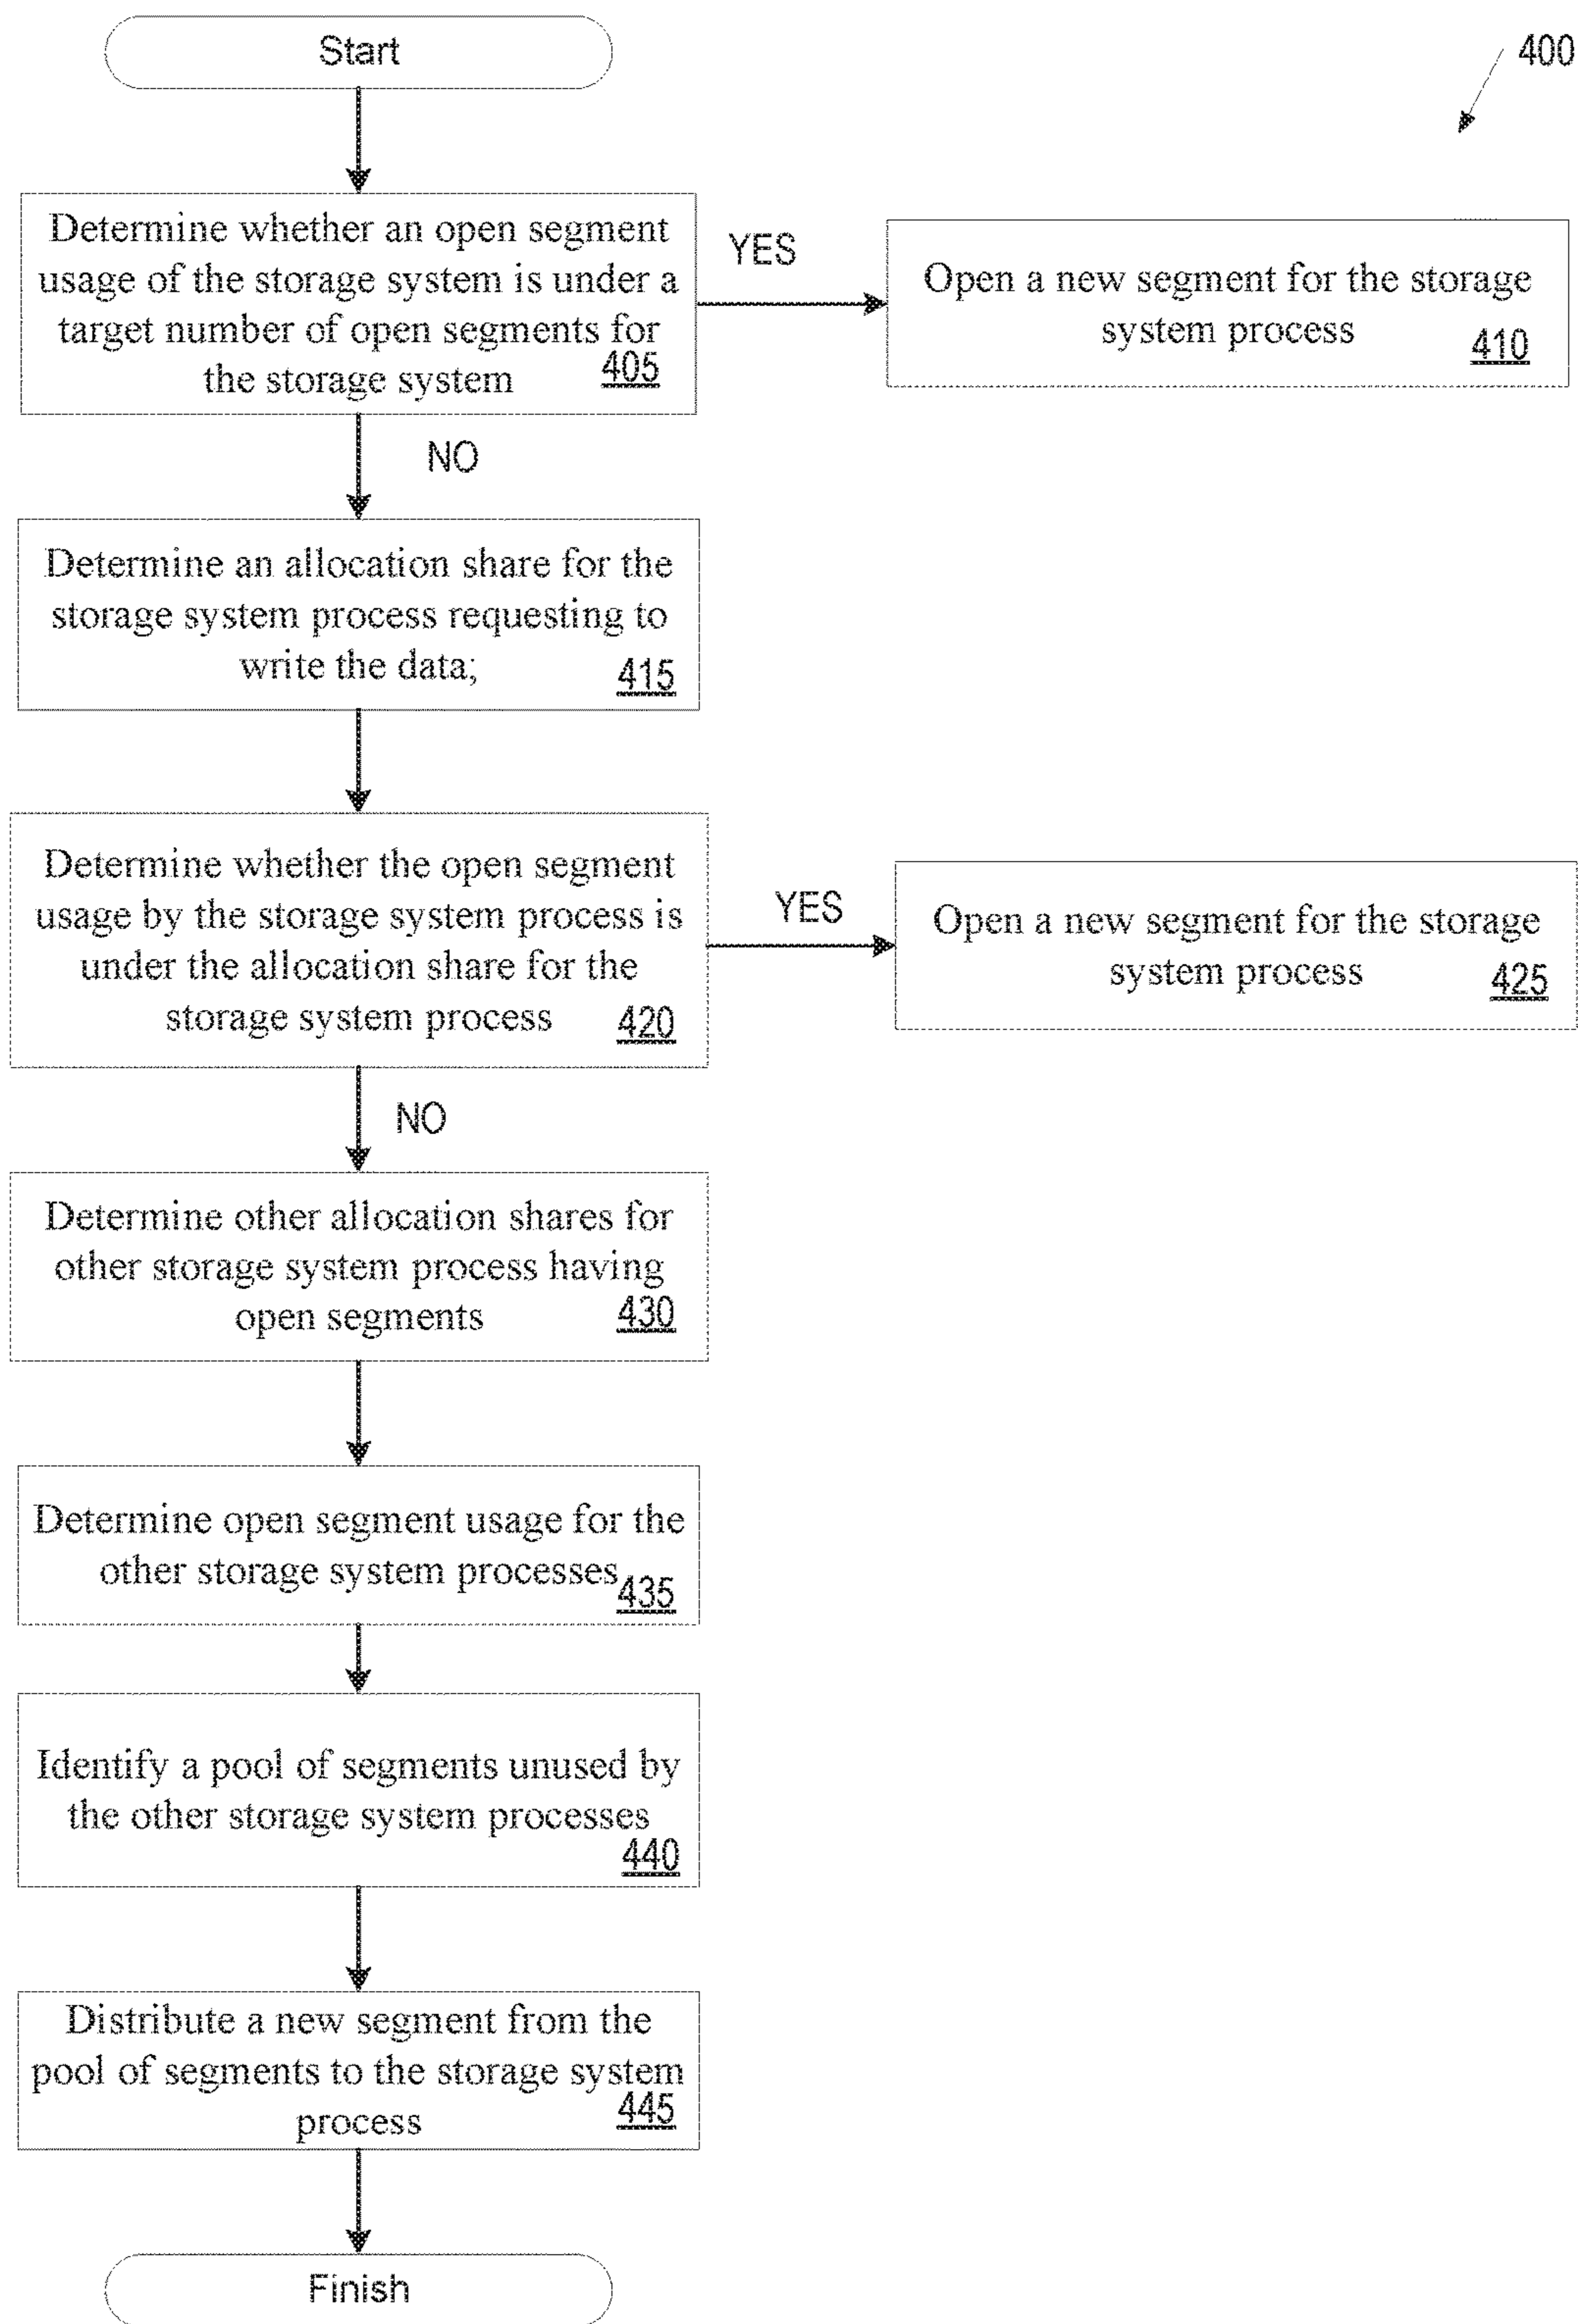 Start
400
Determine whether an open segment
usage of the storage system is under a
target number of open segments for
the storage system
405
YES
Open a new segment for the storage
system process
410
NO
Determine an allocation share for the
storage system process requesting to
write the data;
415
Determine whether the open segment
usage by the storage system process is
under the allocation share for the
storage system process
420
YES
Open a new segment for the storage
system process
425
NO
Determine other allocation shares for
other storage system process having
open segments
430
Determine open segment usage for the
other storage system processes
435
Identify a pool of segments unused by
the other storage system processes
440
Distribute a new segment from the
pool of segments to the storage system
process
445
Finish